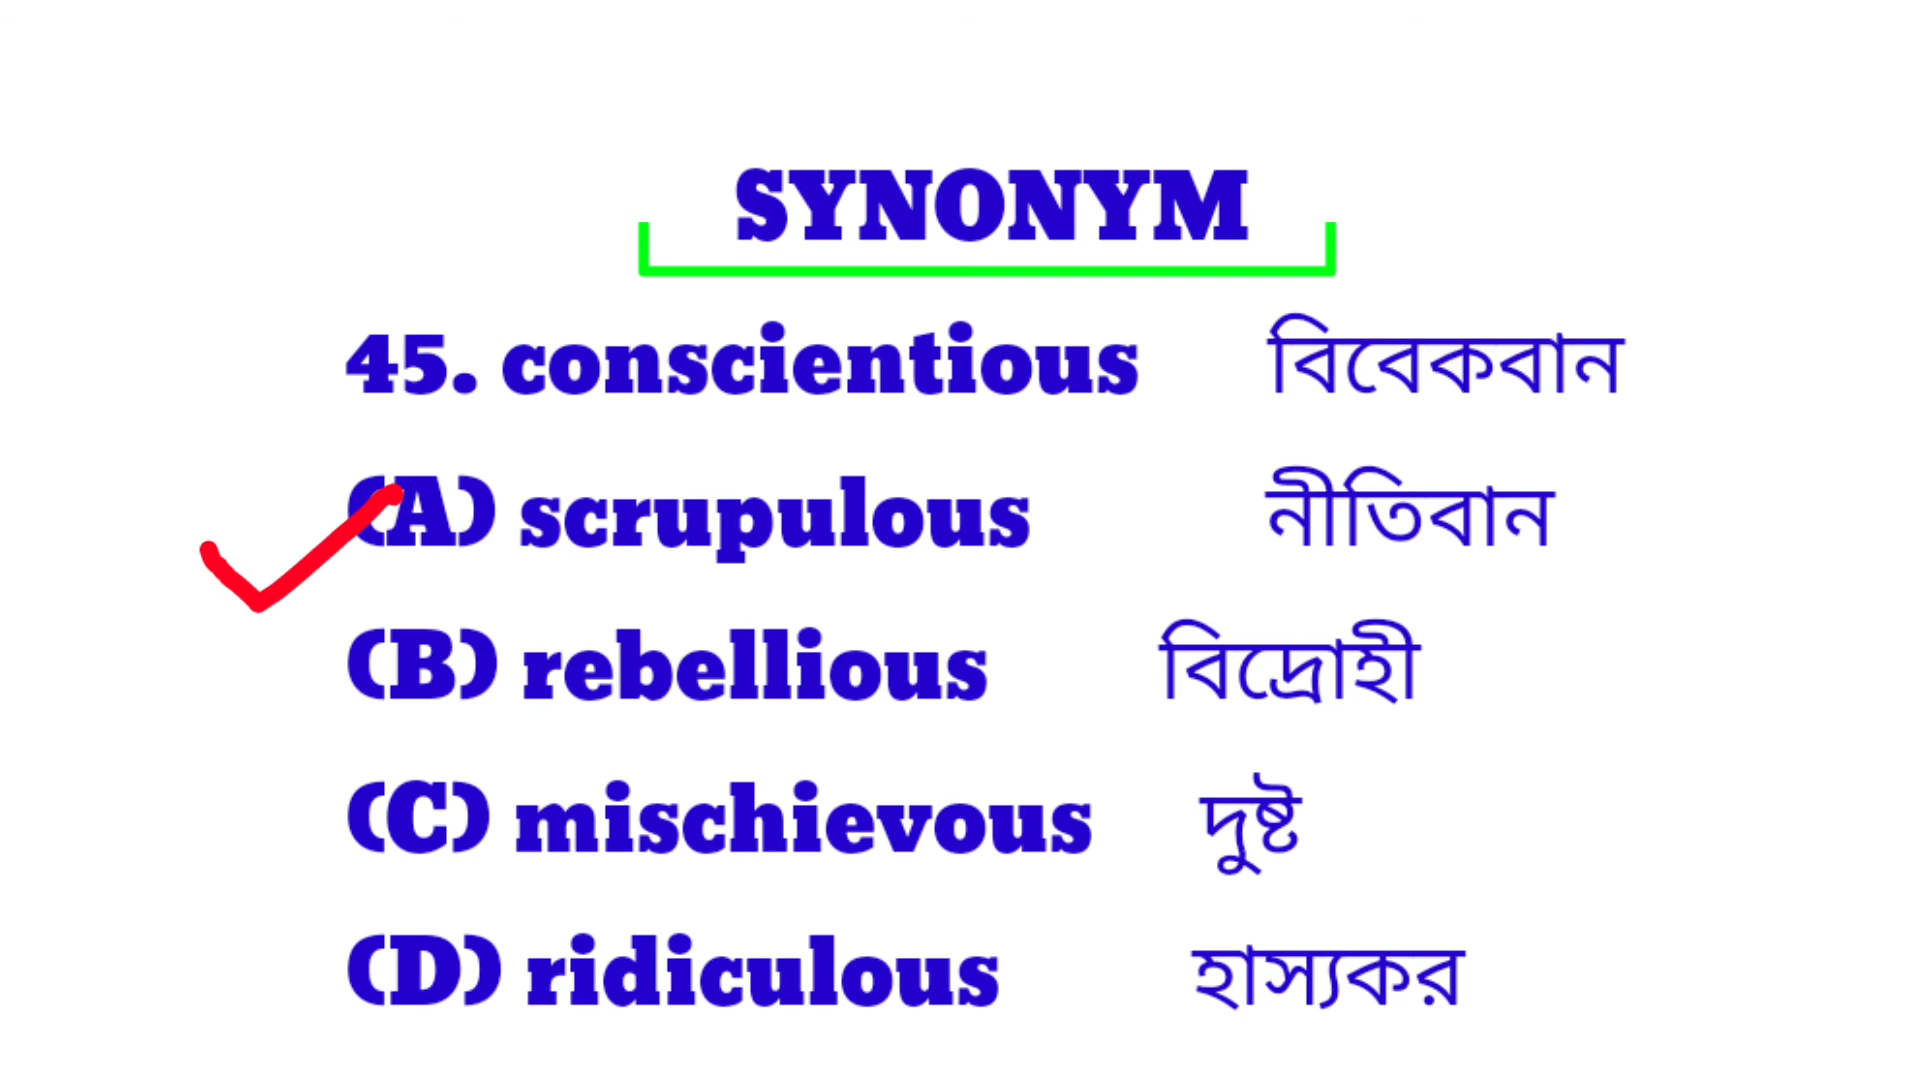 SYNONYM
45. conscientious বিবেকবান
(A) scrupulous নীতিবান
(B) rebellious বিদ্রোহী
(C) mischievous দুষ্ট
(D) ridiculous হাস্যকর